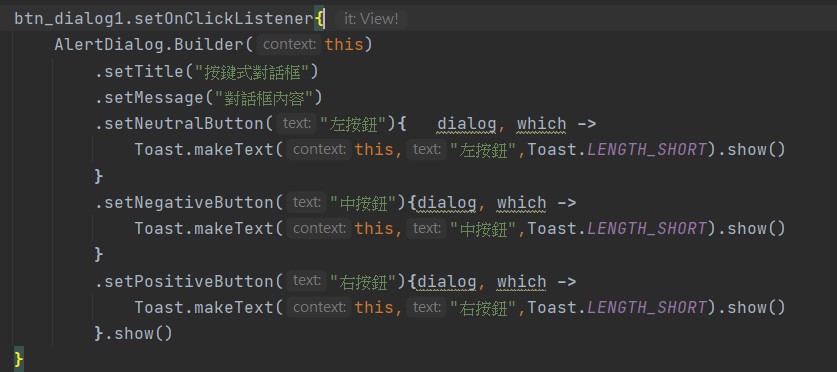 btn_dialog1.setOnClickListener{ it: View!
AlertDialog.Builder( context: this)
.setTitle("按鍵式對話框")
.setMessage("對話框內容")
.setNeutralButton( text: "左按鈕"){ dialog, which ->
Toast.makeText( context: this, text: "左按鈕",Toast.LENGTH_SHORT).show()
}
.setNegativeButton( text: "中按鈕"){dialog, which ->
Toast.makeText( context: this, text: "中按鈕",Toast.LENGTH_SHORT).show()
}
.setPositiveButton( text: "右按鈕"){dialog, which ->
Toast.makeText( context: this, text: "右按鈕",Toast.LENGTH_SHORT).show()
}.show()
}